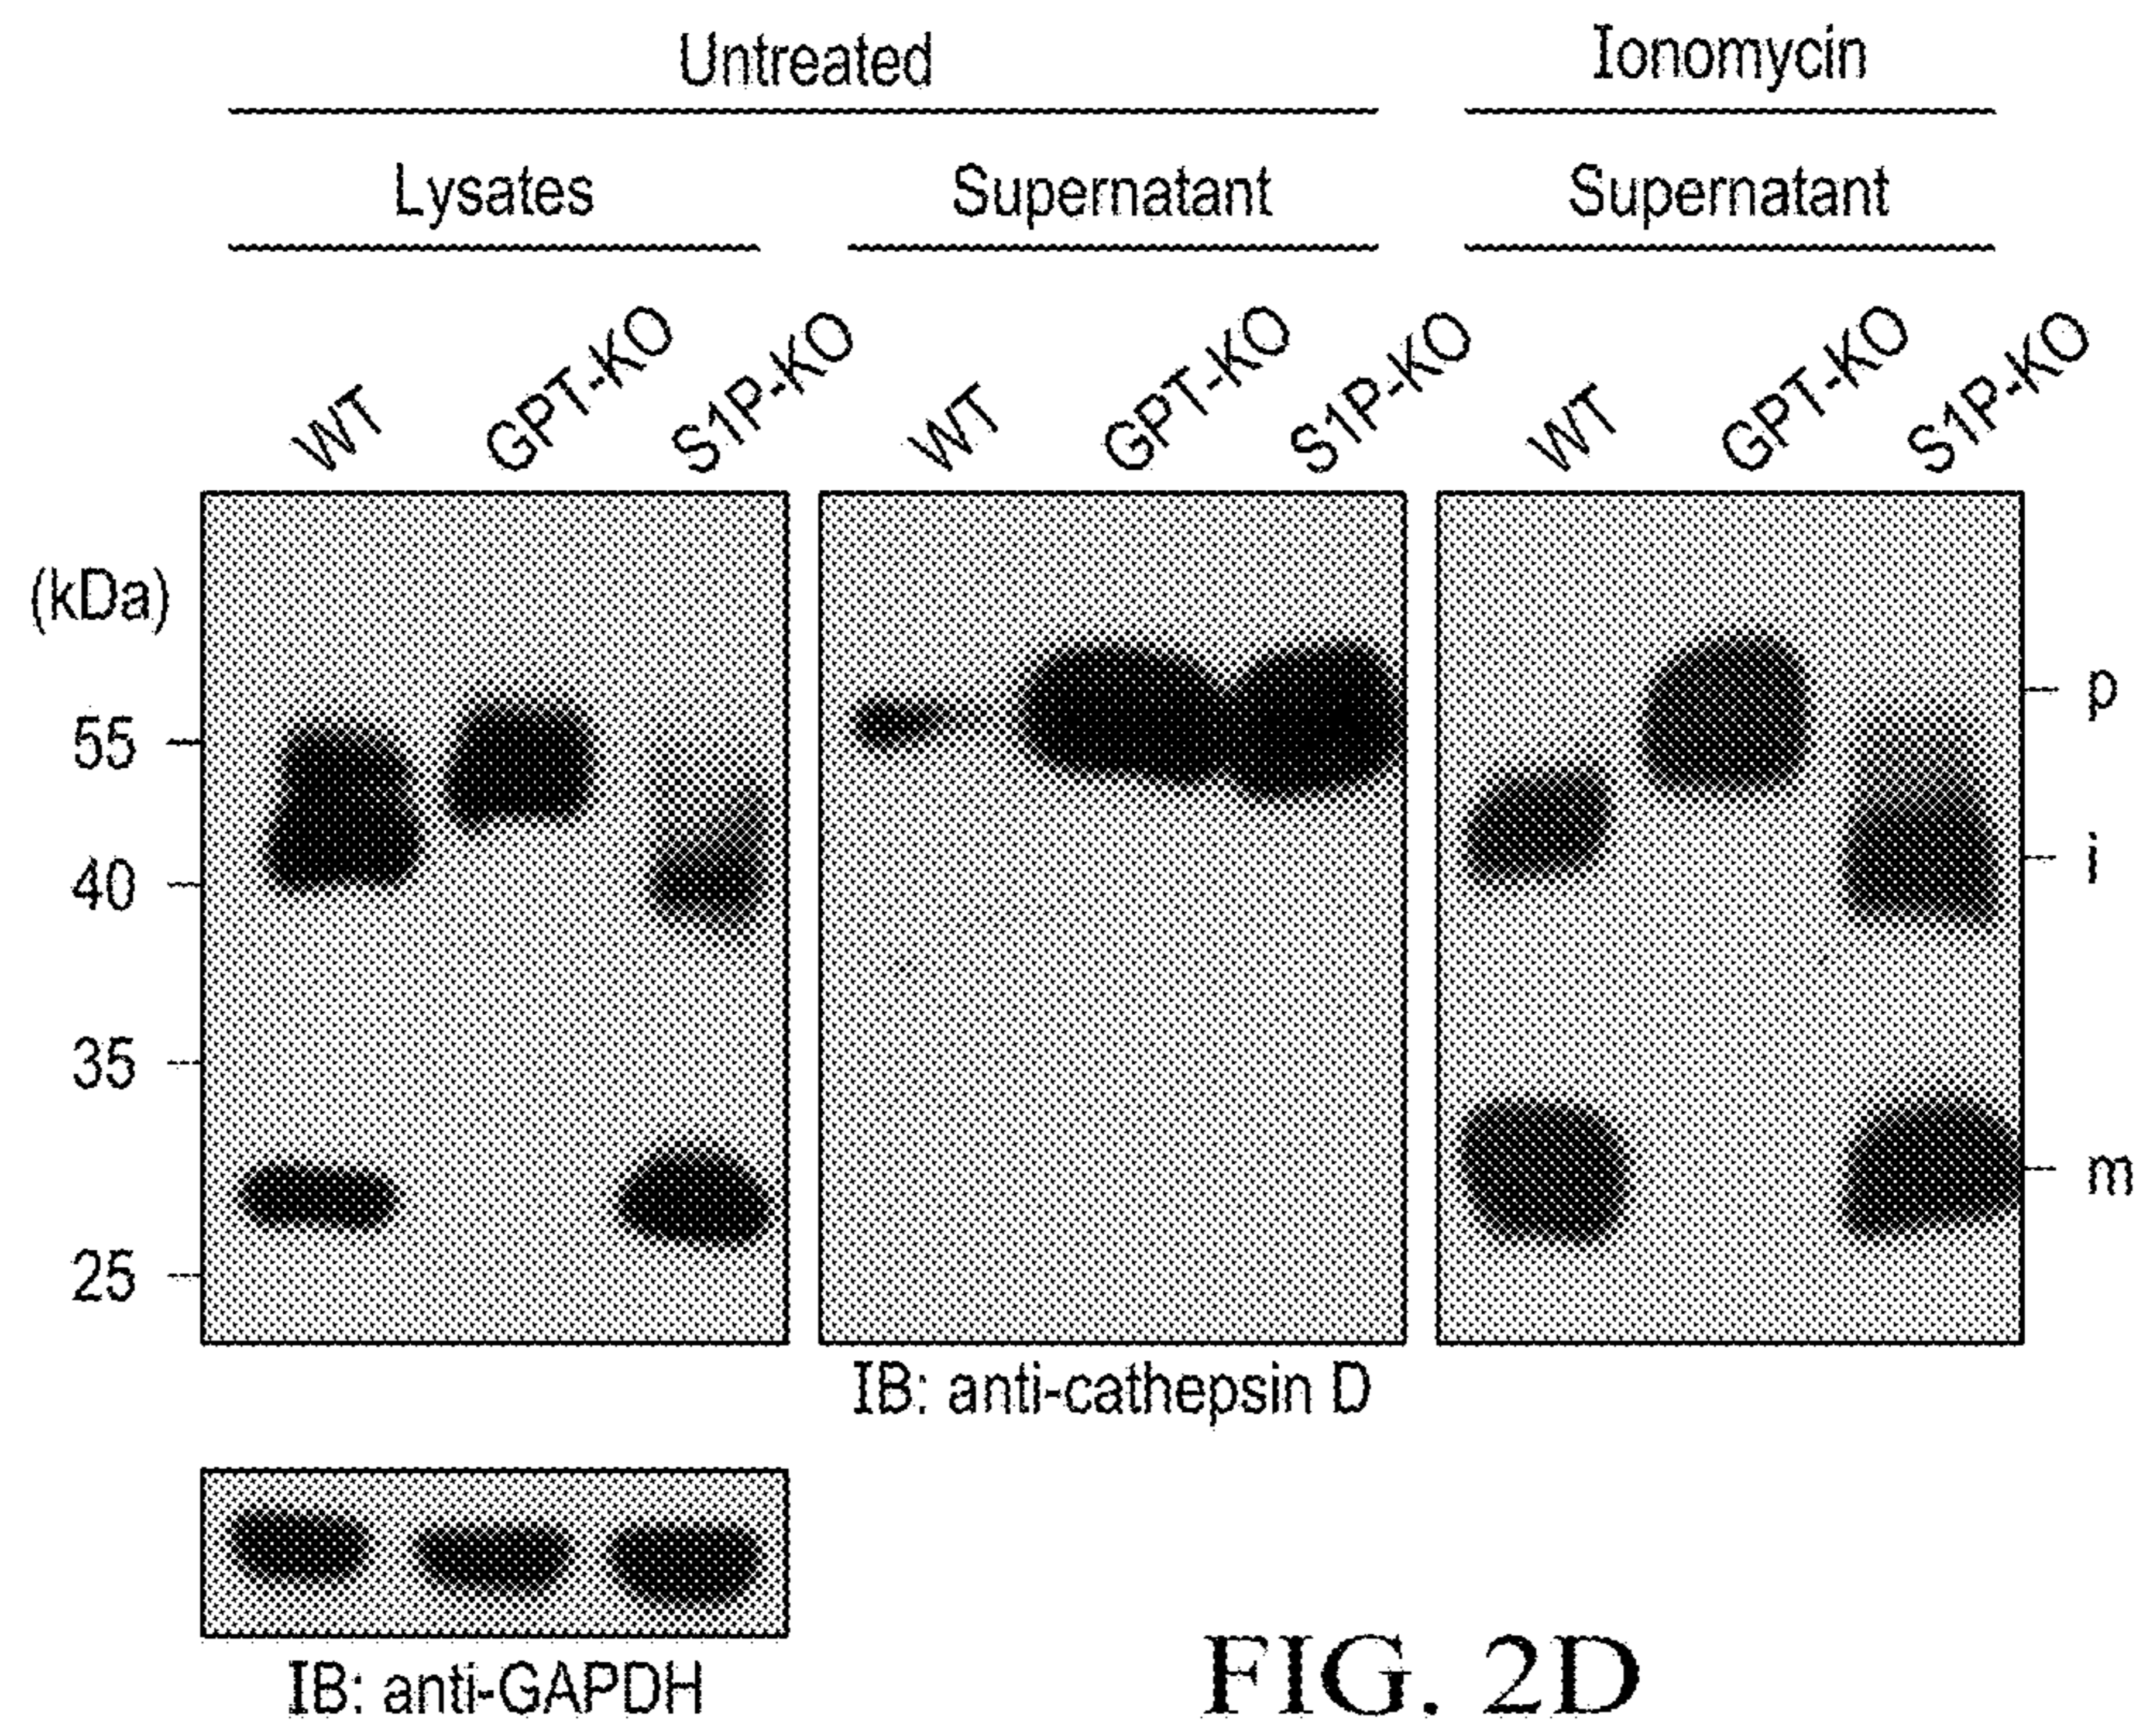 Untreated Ionomycin
Lysates Supernatant Supernatant
WT GPT-KO S1P-KO WT GPT-KO S1P-KO WT GPT-KO S1P-KO
(kDa)
p
55
i
40
35
m
25
IB: anti-cathepsin D
IB: anti-GAPDH
FIG. 2D